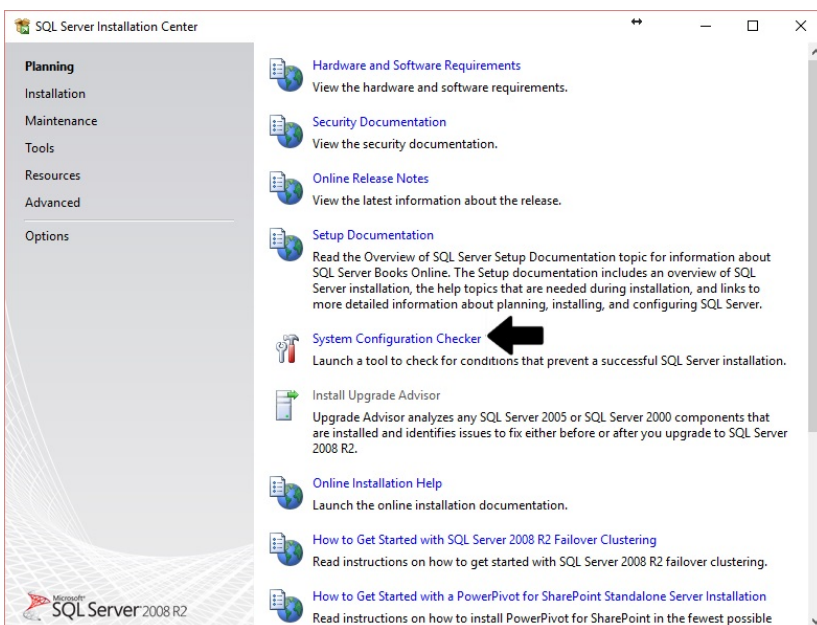 SQL Server Installation Center
Planning
Installation
Maintenance
Tools
Resources
Advanced
Options
Hardware and Software Requirements
View the hardware and software requirements.
Security Documentation
View the security documentation.
Online Release Notes
View the latest information about the release.
Setup Documentation
Read the Overview of SQL Server Setup Documentation topic for information about
SQL Server Books Online. The Setup documentation includes an overview of SQL
Server installation, the help topics that are needed during installation, and links to
more detailed information about planning, installing, and configuring SQL Server.
System Configuration Checker
Launch a tool to check for conditions that prevent a successful SQL Server installation.
Install Upgrade Advisor
Upgrade Advisor analyzes any SQL Server 2005 or SQL Server 2000 components that
are installed and identifies issues to fix either before or after you upgrade to SQL Server
2008 R2.
Online Installation Help
Launch the online installation documentation.
How to Get Started with SQL Server 2008 R2 Failover Clustering
Read instructions on how to get started with SQL Server 2008 R2 failover clustering.
How to Get Started with a PowerPivot for SharePoint Standalone Server Installation
Read instructions on how to install PowerPivot for SharePoint in the fewest possible
Microsoft
SQL Server 2008 R2